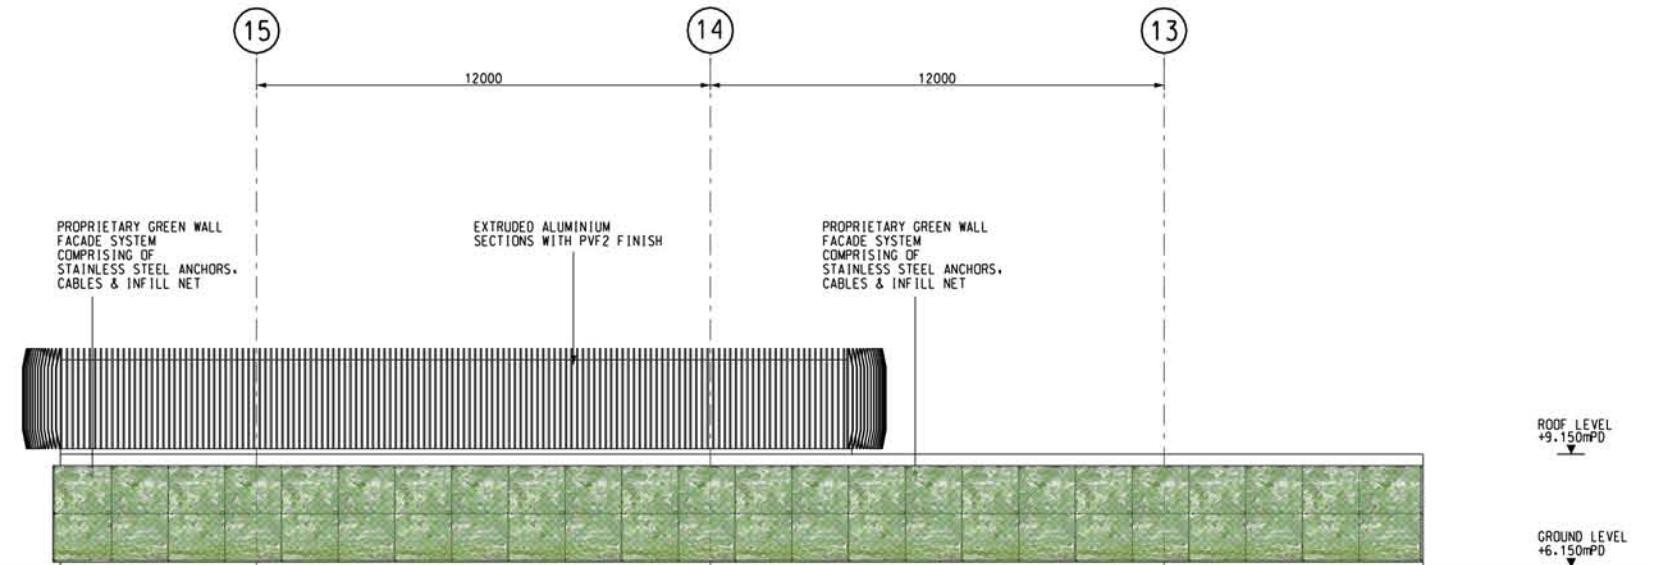 15
14
13
12000
12000
PROPRIETARY GREEN WALL
FACADE SYSTEM
COMPRISING OF
STAINLESS STEEL ANCHORS,
CABLES & INFILL NET
EXTRUDED ALUMINIUM
SECTIONS WITH PVF2 FINISH
PROPRIETARY GREEN WALL
FACADE SYSTEM
COMPRISING OF
STAINLESS STEEL ANCHORS,
CABLES & INFILL NET
ROOF LEVEL
+9.150mPD
GROUND LEVEL
+6.150mPD